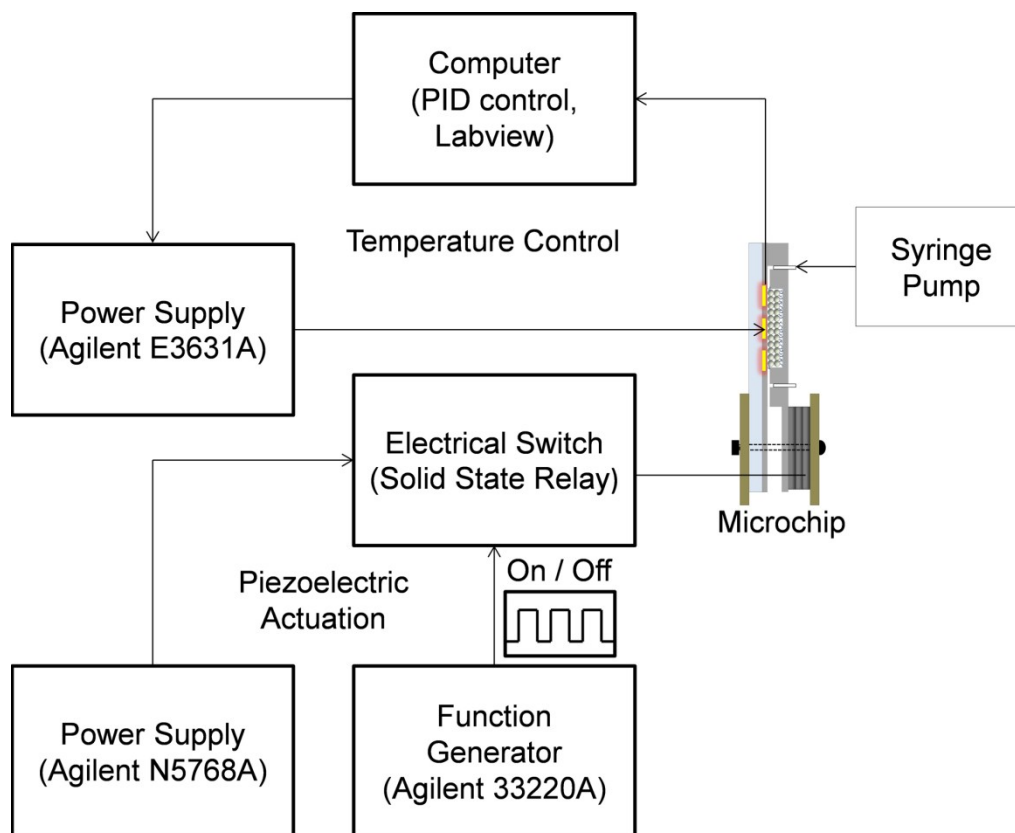 Computer
(PID control,
Labview)
Temperature Control
Syringe
Pump
Power Supply
(Agilent E3631A)
Electrical Switch
(Solid State Relay)
Microchip
On / Off
Piezoelectric
Actuation
Power Supply
(Agilent N5768A)
Function
Generator
(Agilent 33220A)